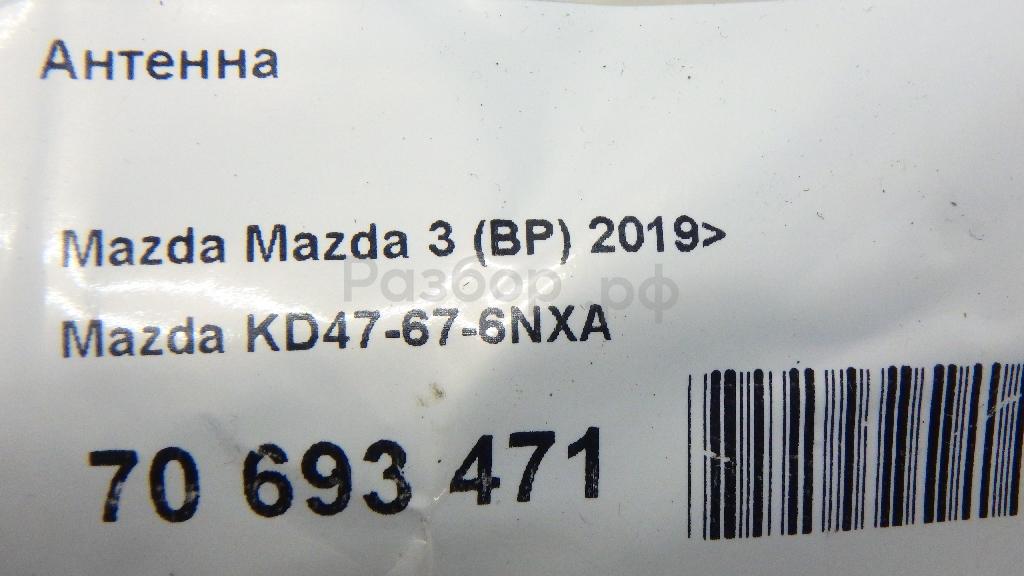 Антенна
Mazda Mazda 3 (BP) 2019>
Разбор.рф
Mazda KD47-67-6NXA
70 693 471